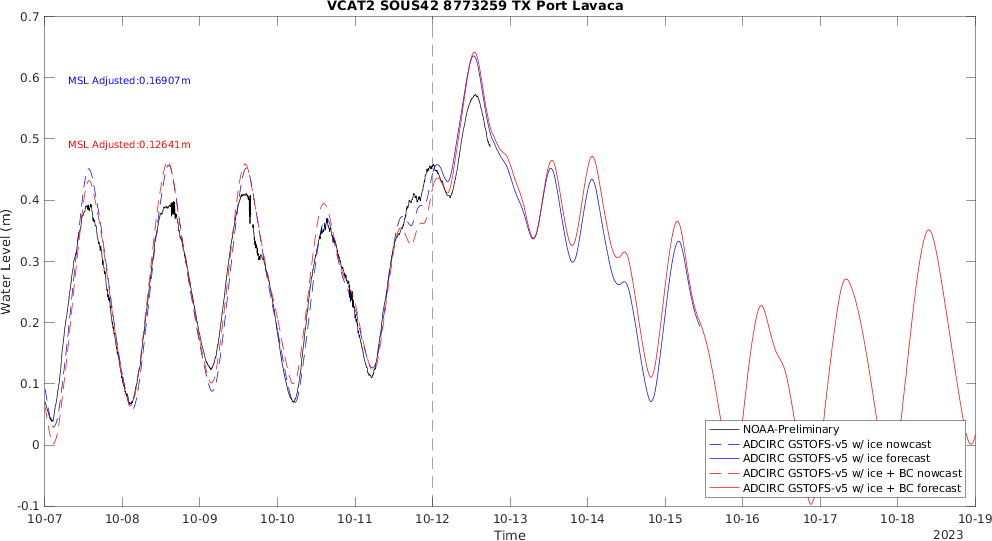 VCAT2 SOUS42 8773259 TX Port Lavaca
0.7
0.6
0.5
0.4
0.3
0.2
0.1
0
-0.1
Water Level (m)
MSL Adjusted:0.16907m
MSL Adjusted:0.12641m
NOAA-Preliminary
ADCIRC GSTOFS-v5 w/ ice nowcast
ADCIRC GSTOFS-v5 w/ ice forecast
ADCIRC GSTOFS-v5 w/ ice + BC nowcast
ADCIRC GSTOFS-v5 w/ ice + BC forecast
10-07 10-08 10-09 10-10 10-11 10-12 10-13 10-14 10-15 10-16 10-17 10-18 10-19
Time
2023